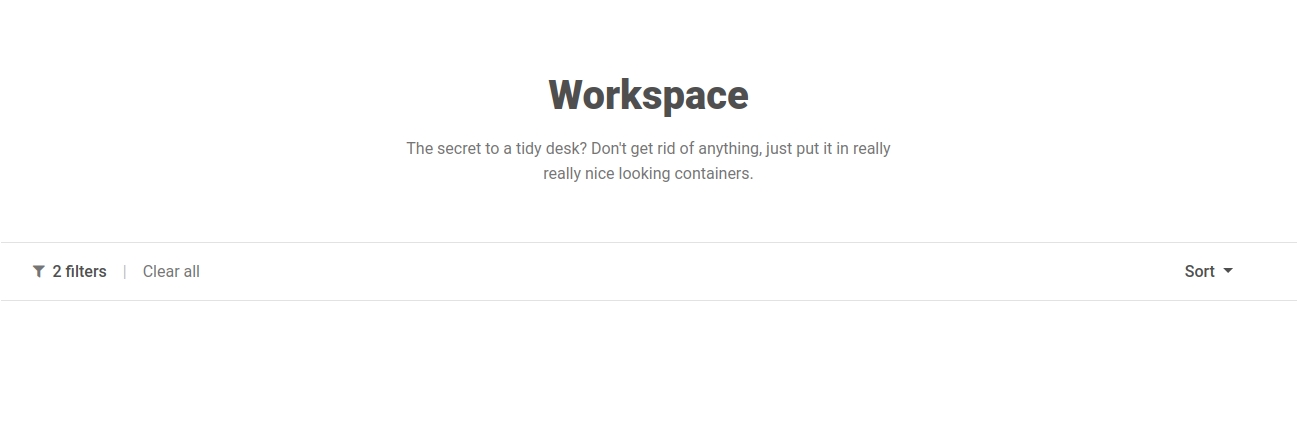 Workspace
The secret to a tidy desk? Don't get rid of anything, just put it in really
really nice looking containers.
2 filters | Clear all
Sort